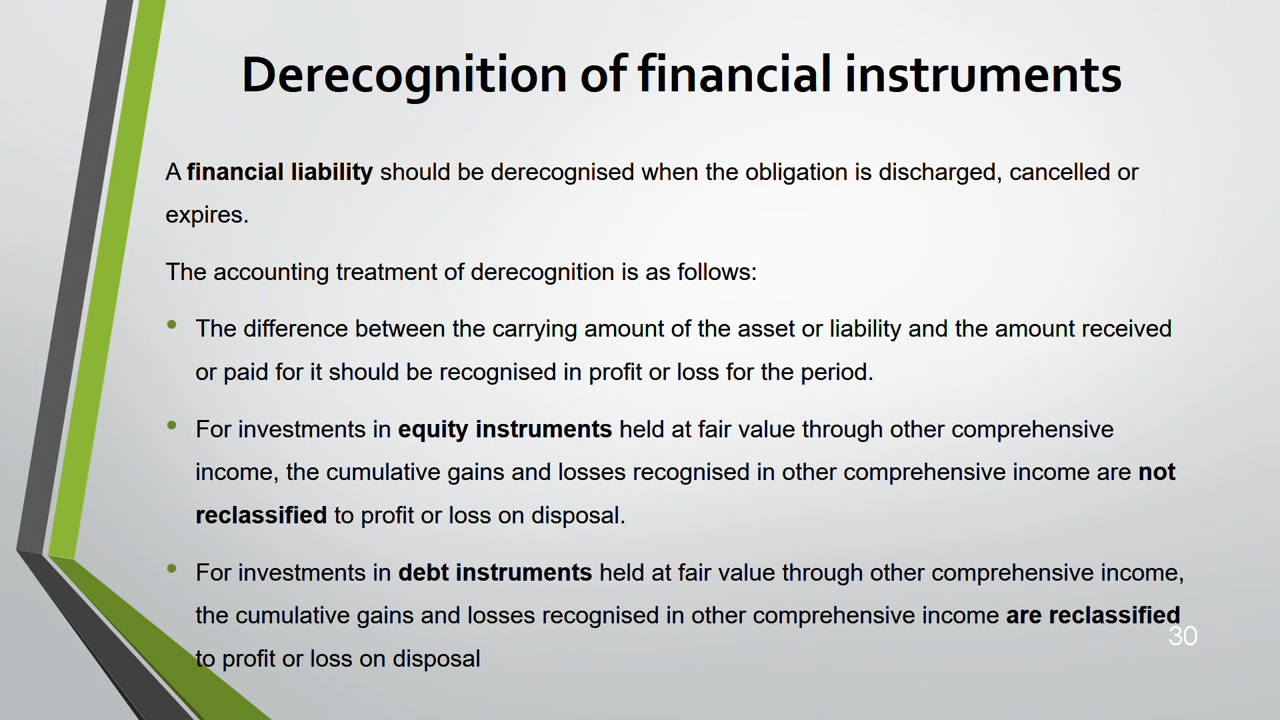 Derecognition of financial instruments
A financial liability should be derecognised when the obligation is discharged, cancelled or
expires.
The accounting treatment of derecognition is as follows:
• The difference between the carrying amount of the asset or liability and the amount received
or paid for it should be recognised in profit or loss for the period.
• For investments in equity instruments held at fair value through other comprehensive
income, the cumulative gains and losses recognised in other comprehensive income are not
reclassified to profit or loss on disposal.
• For investments in debt instruments held at fair value through other comprehensive income,
the cumulative gains and losses recognised in other comprehensive income are reclassified
to profit or loss on disposal
30